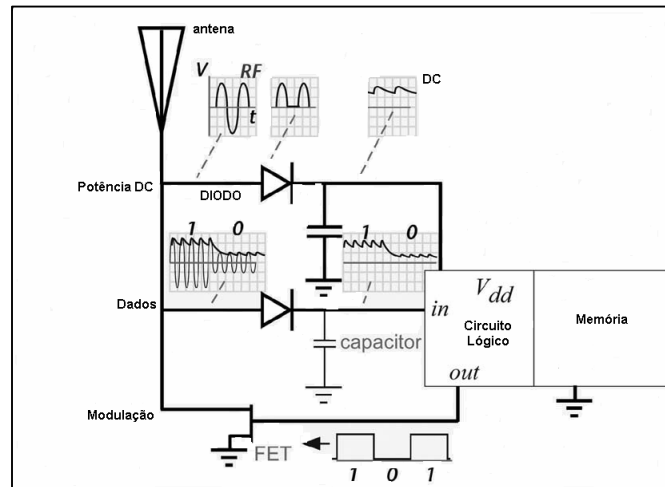 antena
V RF
t
DC
Potência DC
DIODO
1 0
1 0
Dados
in
V dd
Circuito
Lógico
Memória
capacitor
out
Modulação
FET
1 0 1